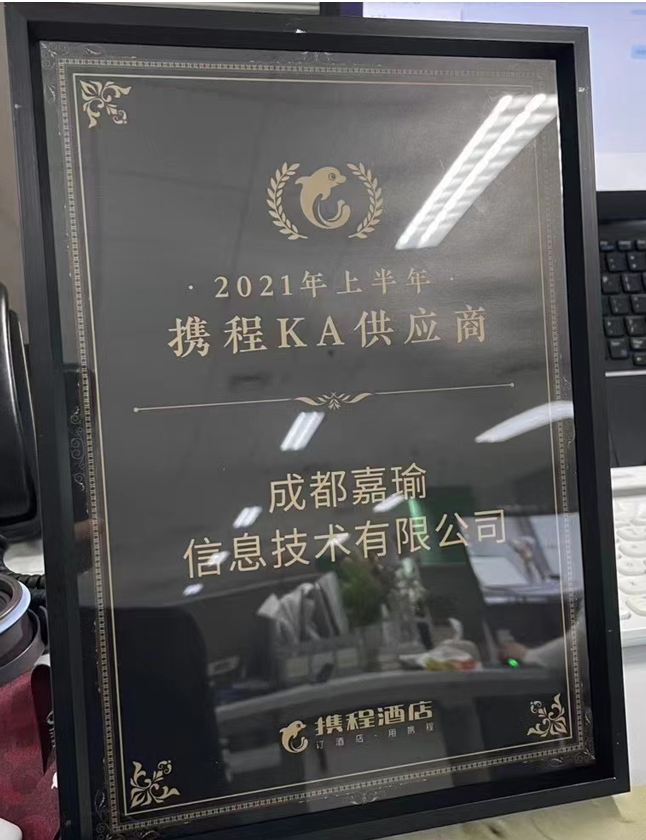 · 2021年上半年 ·
携程KA供应商
成都嘉瑜
信息技术有限公司
携程酒店
订酒店·用携程